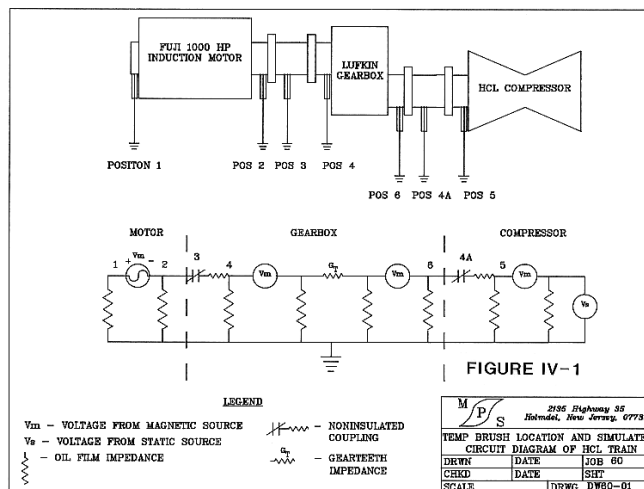 FUJI 1000 HP
INDUCTION MOTOR
LUFKIN
GEARBOX
HCL COMPRESSOR
POSITON 1
POS 2
POS 3
POS 4
POS 6
POS 4A
POS 5
MOTOR
GEARBOX
COMPRESSOR
1
Vm
+
-
2
3
4
Vm
GT
Vm
6
4A
5
Vm
Vs
FIGURE IV-1
LEGEND
Vm - VOLTAGE FROM MAGNETIC SOURCE
Vs - VOLTAGE FROM STATIC SOURCE
- OIL FILM IMPEDANCE
- NONINSULATED
COUPLING
GT
- GEARTEETH
IMPEDANCE
M P S
2135 Highway 35
Holmdel, New Jersey, 0773
TEMP BRUSH LOCATION AND SIMULATE
CIRCUIT DIAGRAM OF HCL TRAIN
DRWN DATE JOB 60
CHKD DATE SHT
SCALE DRWG DW60-01